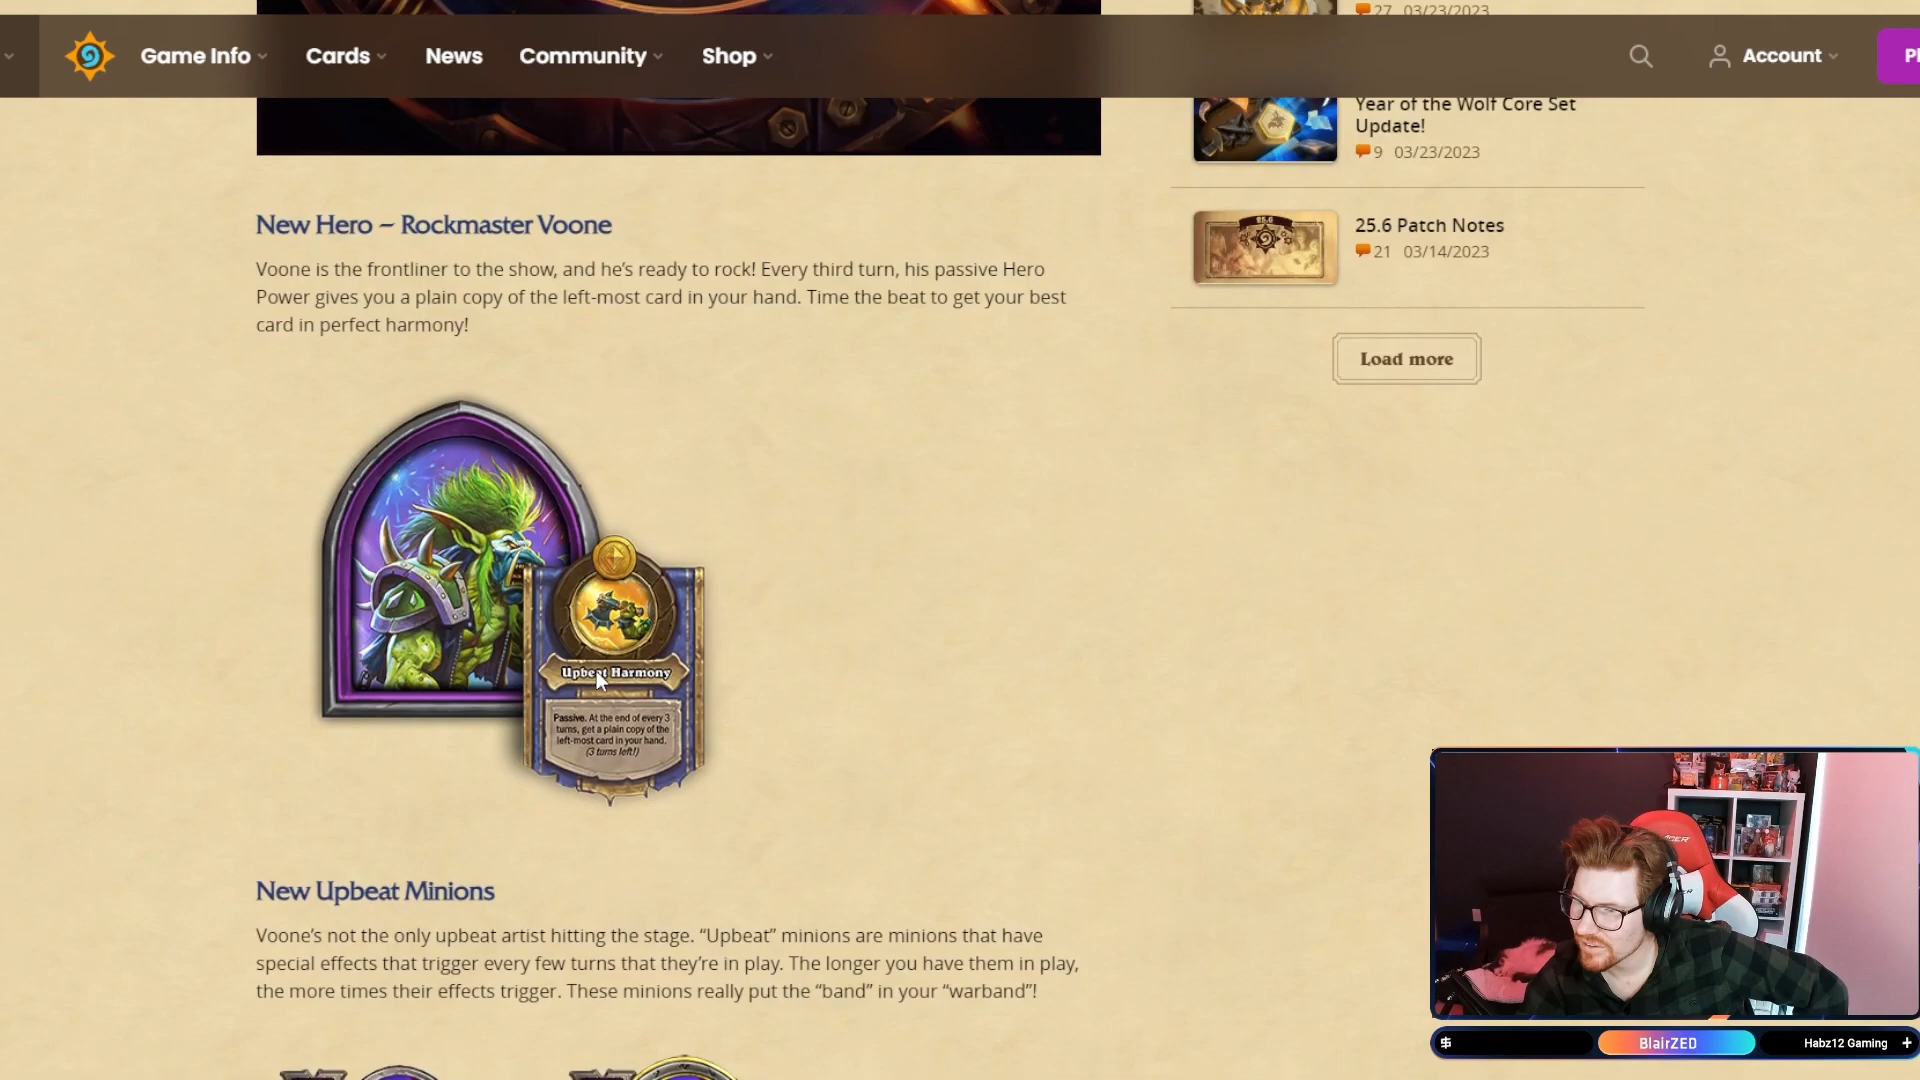 27 03/23/2023
Game Info
Cards
News
Community
Shop
Account
Year of the Wolf Core Set
Update!
9 03/23/2023
New Hero – Rockmaster Voone
Voone is the frontliner to the show, and he's ready to rock! Every third turn, his passive Hero
Power gives you a plain copy of the left-most card in your hand. Time the beat to get your best
card in perfect harmony!
25.6
25.6 Patch Notes
21 03/14/2023
Load more
Upbeat Harmony
Passive. At the end of every 3
turns, get a plain copy of the
left-most card in your hand.
(3 turns left!)
New Upbeat Minions
Voone's not the only upbeat artist hitting the stage. “Upbeat” minions are minions that have
special effects that trigger every few turns that they're in play. The longer you have them in play,
the more times their effects trigger. These minions really put the “band” in your “warband”!
BlairZED
Habz12 Gaming +